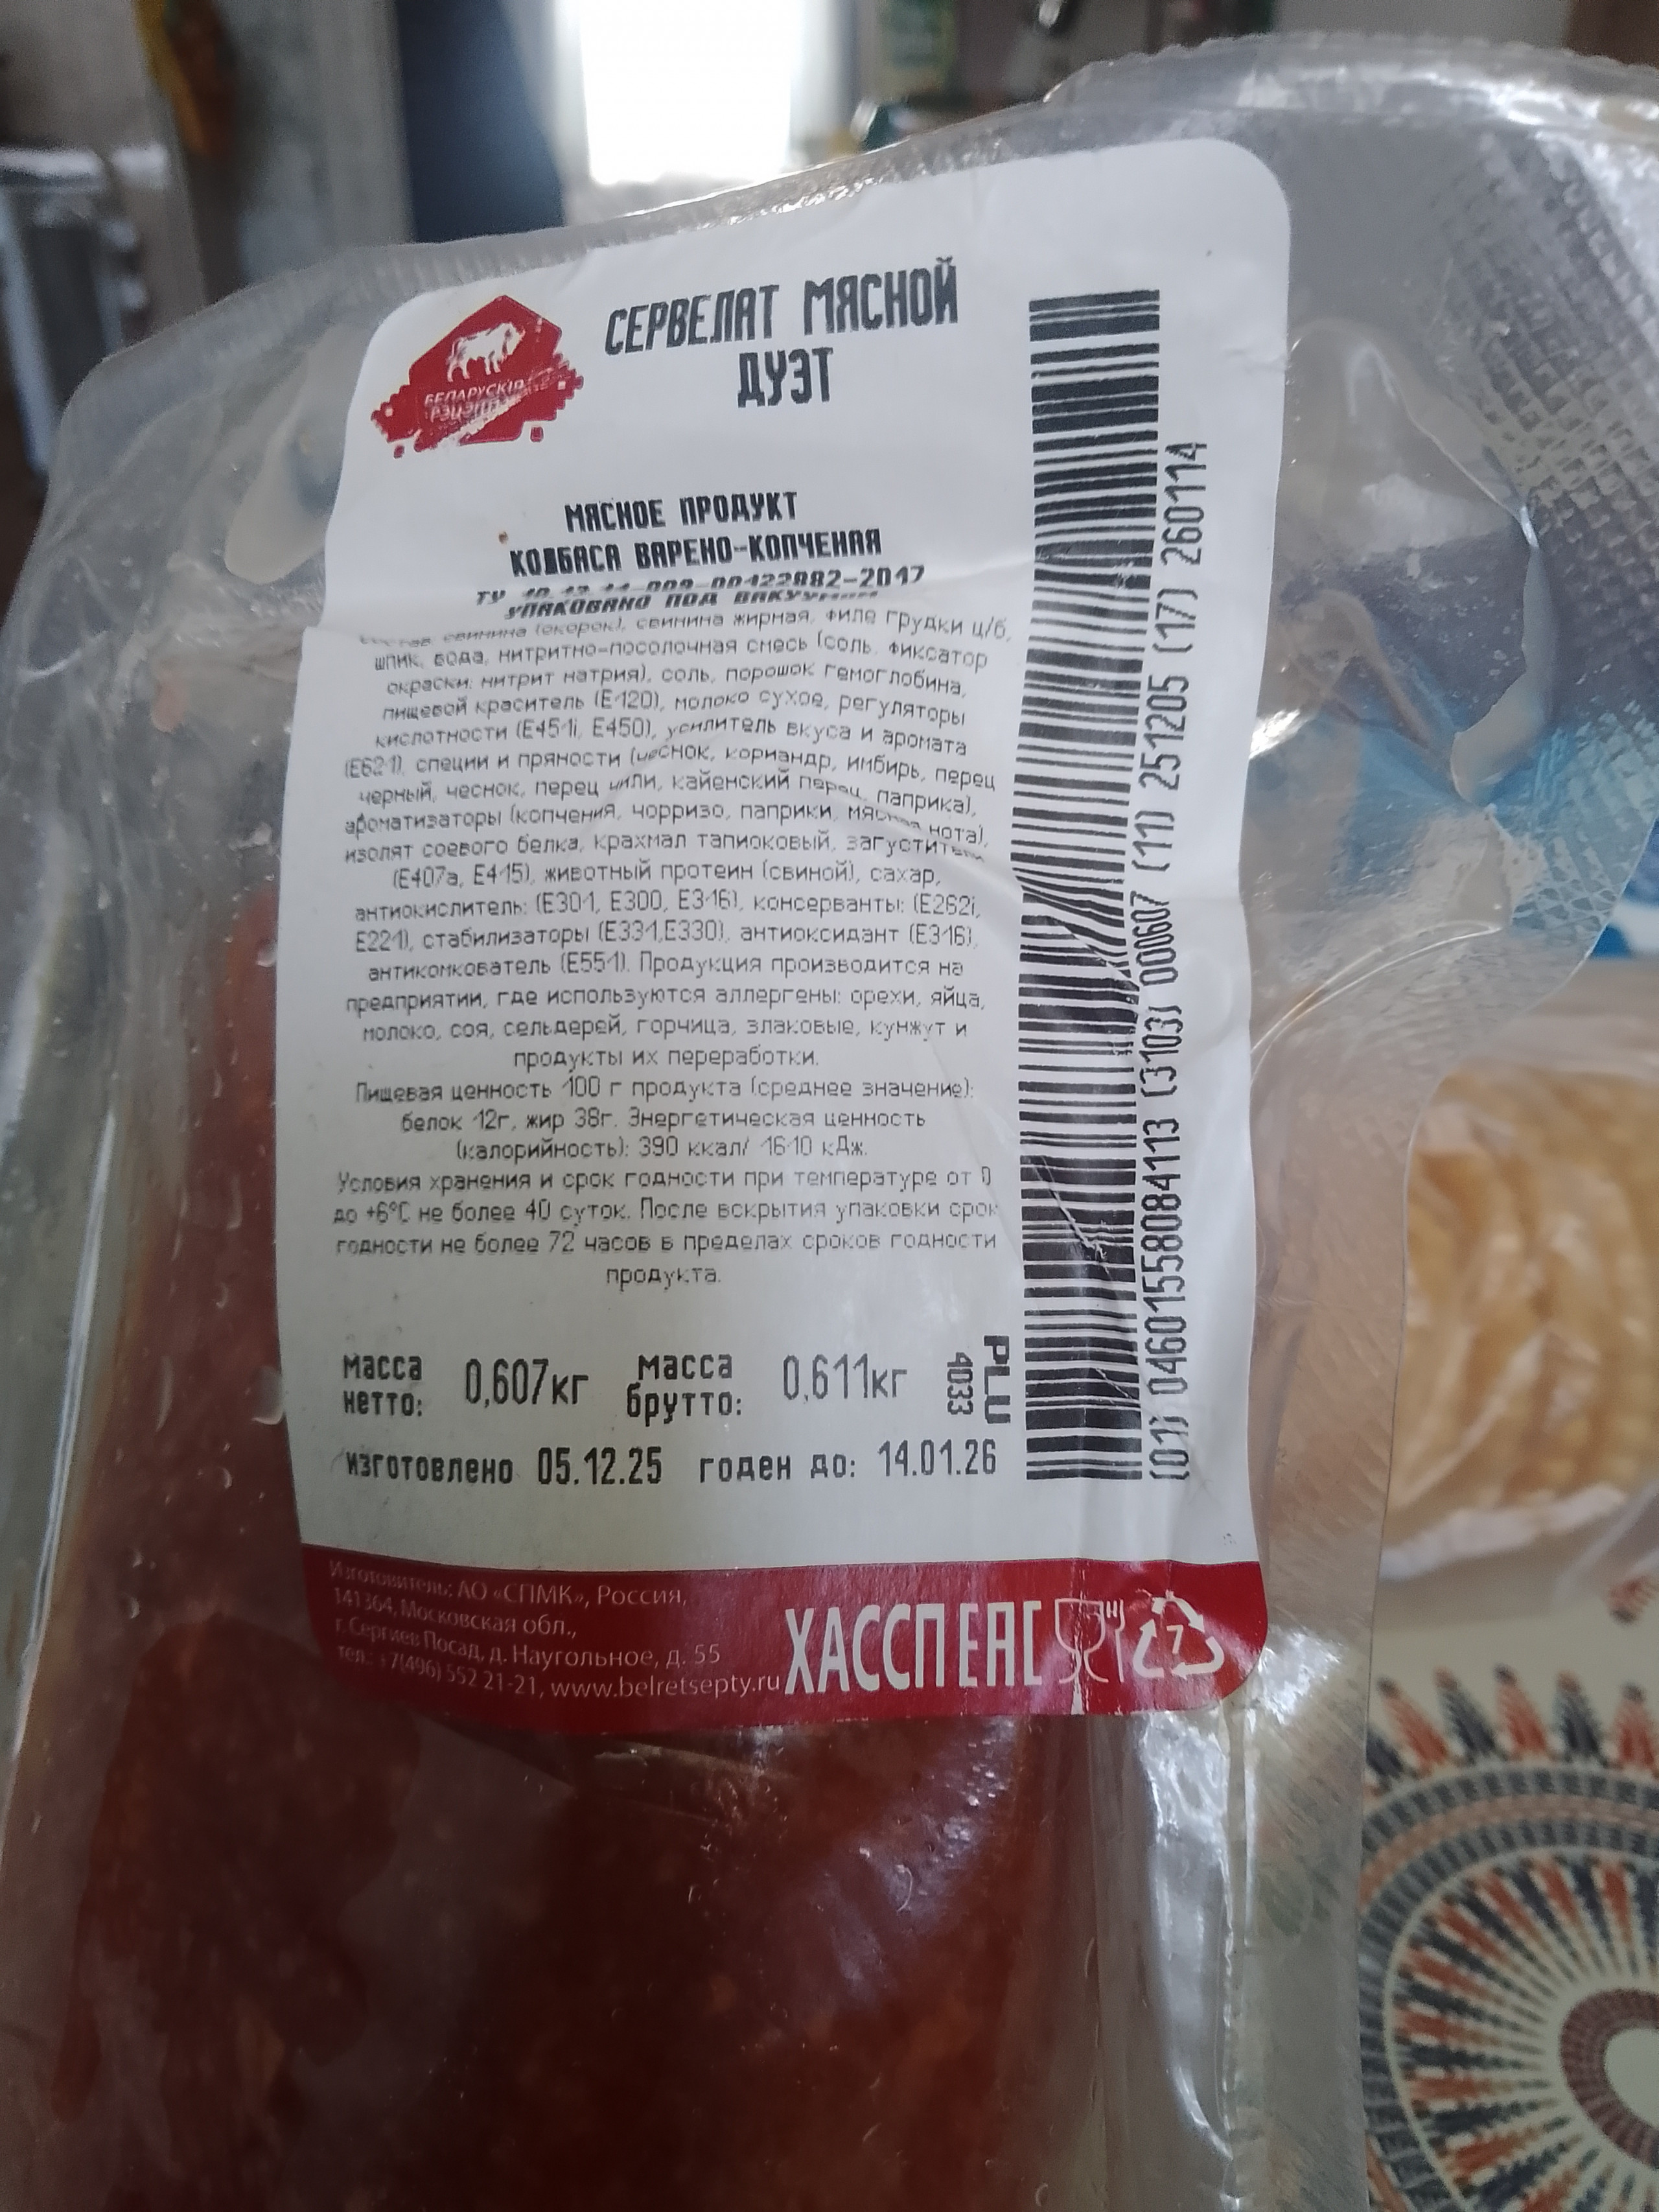 БЕЛАРУСКІЯ
РЭЦЭПТЫ
СЕРВЕЛАТ МЯСНОЙ
ДУЭТ
МЯСНОЕ ПРОДУКТ
КОЛБАСА ВАРЕНО-КОПЧЕНАЯ
ТУ 00422882-2017
УПАКОВАНО ПОД ВАКУУМОМ
Состав: свинина (окорок), свинина жирная, филе грудки ц/б,
шпик, вода, нитритно-посолочная смесь (соль, фиксатор
окраски: нитрит натрия), соль, порошок гемоглобина,
пищевой краситель (Е120), молоко сухое, регуляторы
кислотности (Е451i, Е450), усилитель вкуса и аромата
(Е621), специи и пряности (чеснок, кориандр, имбирь, перец
черный, чеснок, перец чили, кайенский перец, паприка),
ароматизаторы (копчения, чорризо, паприки, мясная нота),
изолят соевого белка, крахмал тапиоковый, загустители
(Е407а, Е415), животный протеин (свиной), сахар,
антиокислитель: (Е301, Е300, Е316), консерванты: (Е262i,
Е221), стабилизаторы (Е331,Е330), антиоксидант (Е316),
антикомкователь (Е551). Продукция производится на
предприятии, где используются аллергены: орехи, яйца,
молоко, соя, сельдерей, горчица, злаковые, кунжут и
продукты их переработки.
Пищевая ценность 100 г продукта (среднее значение):
белок 12г, жир 38г. Энергетическая ценность
(калорийность): 390 ккал/ 1610 кДж.
Условия хранения и срок годности при температуре от 0
до +6°С не более 40 суток. После вскрытия упаковки срок
годности не более 72 часов в пределах сроков годности
продукта.
масса нетто: 0,607кг масса брутто: 0,611кг
PLU
4033
изготовлено 05.12.25 годен до: 14.01.26
(01) 04601558084113 (3103) 000607 (11) 251205 (17) 260114
Изготовитель: АО «СПМК», Россия,
141364, Московская обл.,
г. Сергиев Посад, д. Наугольное, д. 55
тел.: +7(496) 552 21-21, www.belretsepty.ru
ХАССП ЕАС
7